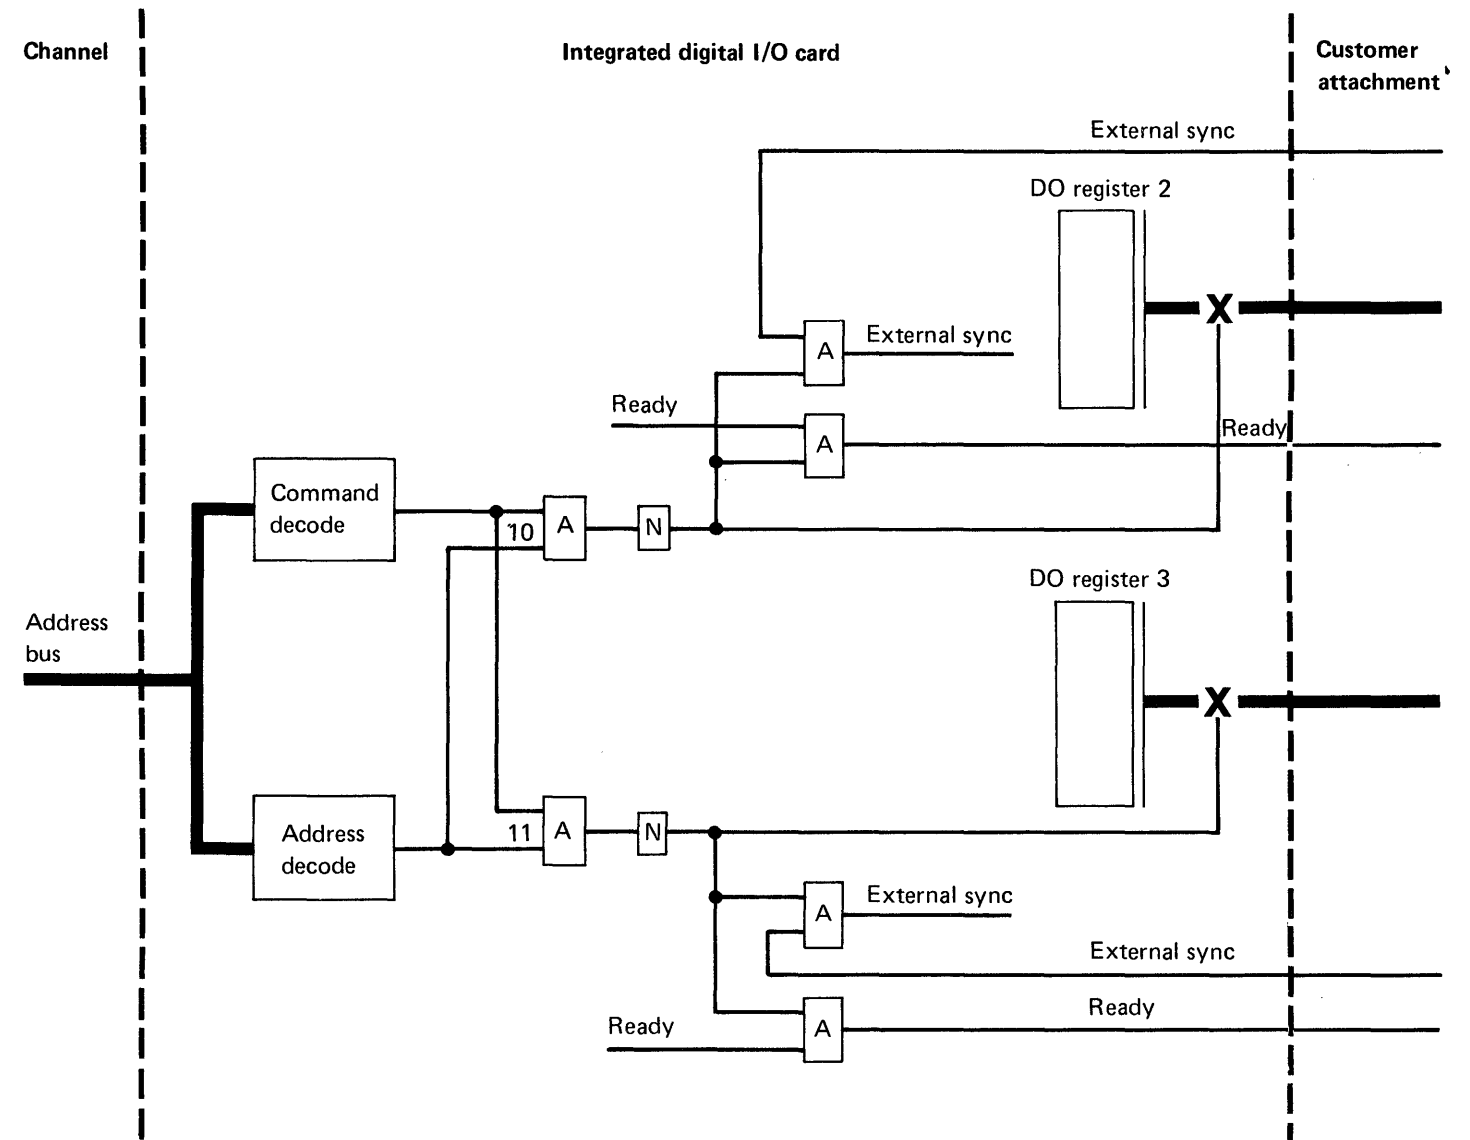 Channel
Integrated digital I/O card
Customer
attachment
External sync
DO register 2
X
A
External sync
Ready
A
Ready
Command
decode
10
A
N
DO register 3
Address
bus
X
Address
decode
11
A
N
A
External sync
External sync
Ready
A
Ready